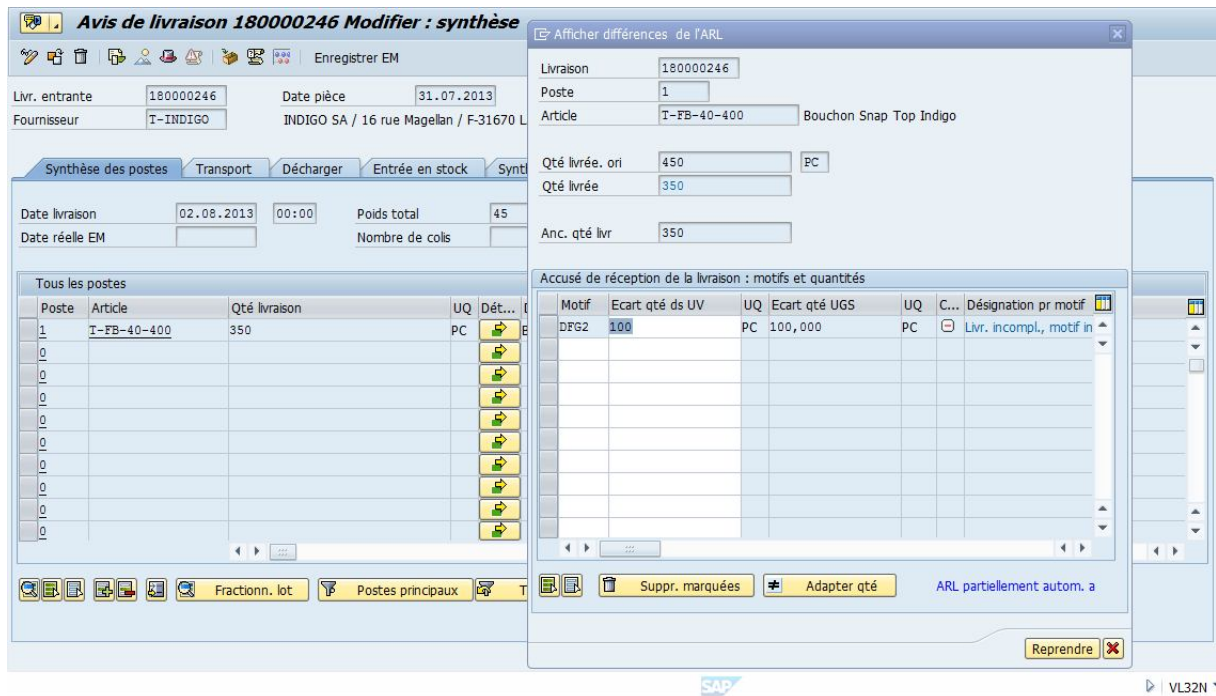 Avis de livraison 180000246 Modifier : synthèse
Enregistrer EM
Livr. entrante 180000246 Date pièce 31.07.2013
Fournisseur T-INDIGO INDIGO SA / 16 rue Magellan / F-31670 L
Synthèse des postes Transport Décharger Entrée en stock Synt
Date livraison 02.08.2013 00:00 Poids total 45
Date réelle EM Nombre de colis
Tous les postes
Poste Article Qté livraison UQ Dét...
1 T-FB-40-400 350 PC
0
0
0
0
0
0
0
0
0
Fractionn. lot Postes principaux T
Afficher différences de l'ARL
Livraison 180000246
Poste 1
Article T-FB-40-400 Bouchon Snap Top Indigo
Qté livrée. ori 450 PC
Qté livrée 350
Anc. qté livr 350
Accusé de réception de la livraison : motifs et quantités
Motif Ecart qté ds UV UQ Ecart qté UGS UQ C... Désignation pr motif
DFG2 100 PC 100,000 PC Livr. incompl., motif in
Suppr. marquées Adapter qté ARL partiellement autom. a
Reprendre
SAP VL32N